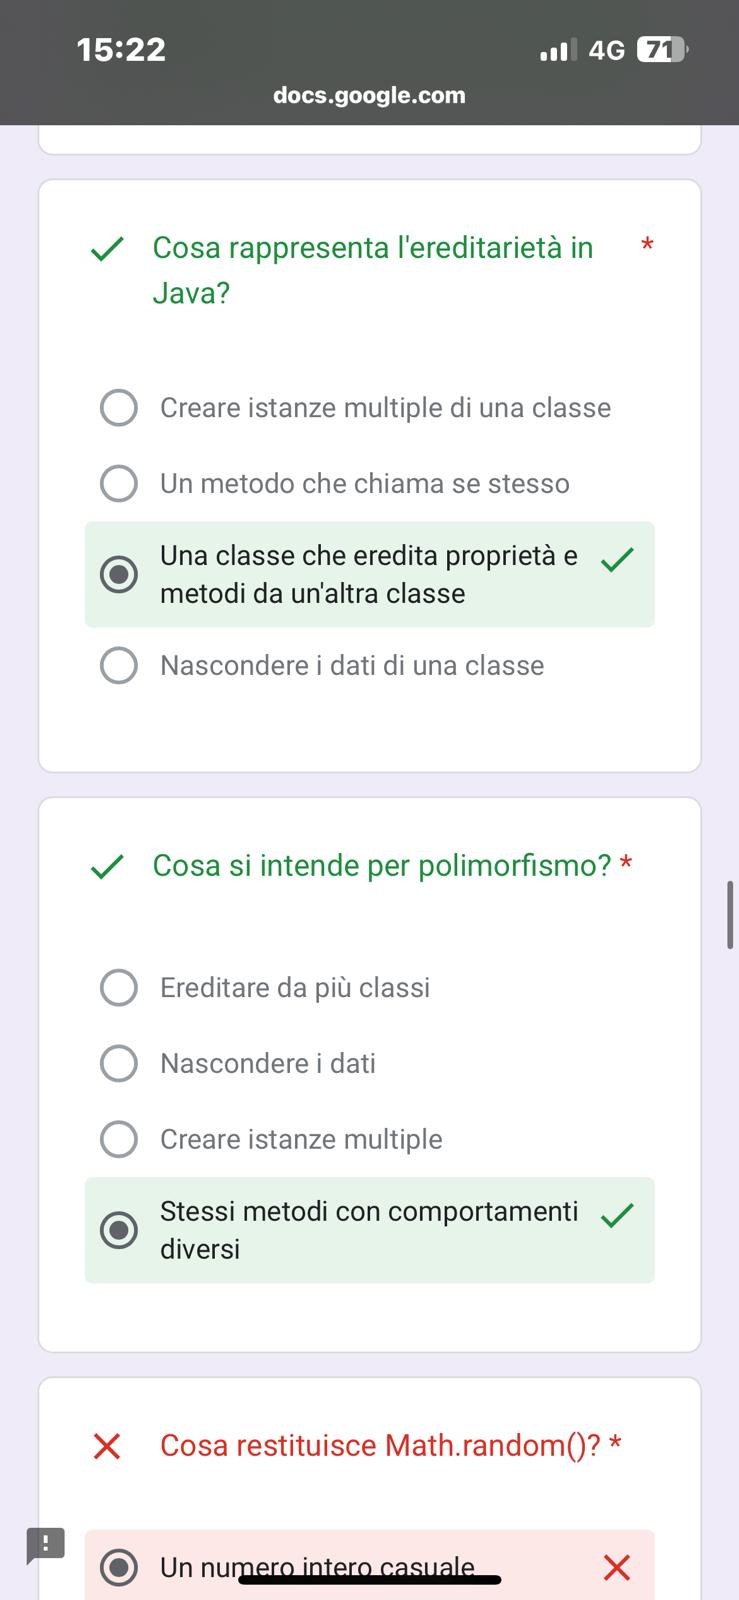 15:22
4G 71
docs.google.com
Cosa rappresenta l'ereditarietà in *
Java?
Creare istanze multiple di una classe
Un metodo che chiama se stesso
Una classe che eredita proprietà e
metodi da un'altra classe
Nascondere i dati di una classe
Cosa si intende per polimorfismo? *
Ereditare da più classi
Nascondere i dati
Creare istanze multiple
Stessi metodi con comportamenti
diversi
Cosa restituisce Math.random()? *
Un numero intero casuale